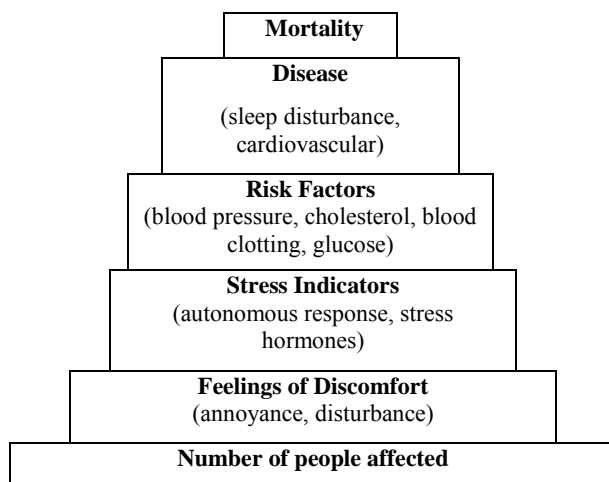 Mortality
Disease
(sleep disturbance,
cardiovascular)
Risk Factors
(blood pressure, cholesterol, blood
clotting, glucose)
Stress Indicators
(autonomous response, stress
hormones)
Feelings of Discomfort
(annoyance, disturbance)
Number of people affected